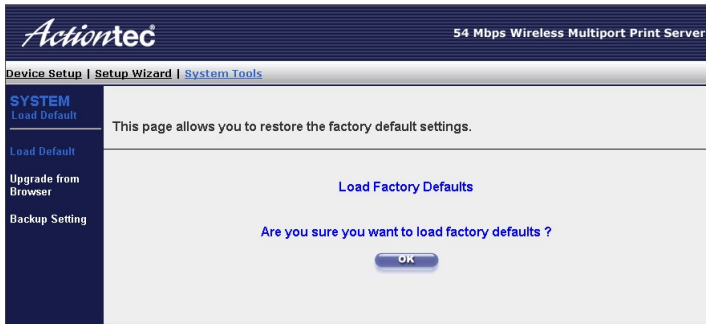 Actiontec
54 Mbps Wireless Multiport Print Server
Device Setup | Setup Wizard | System Tools
SYSTEM
Load Default
Load Default
Upgrade from
Browser
Backup Setting
This page allows you to restore the factory default settings.
Load Factory Defaults
Are you sure you want to load factory defaults ?
OK